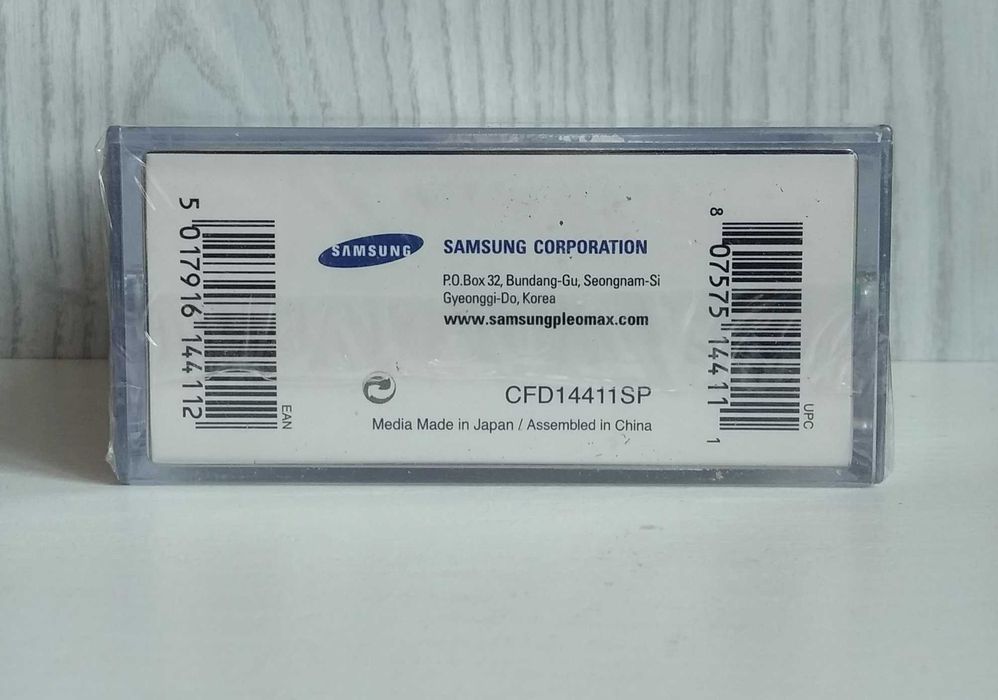 5 017916 144112
EAN
SAMSUNG
SAMSUNG CORPORATION
P.O.Box 32, Bundang-Gu, Seongnam-Si
Gyeonggi-Do, Korea
www.samsungpleomax.com
CFD14411SP
Media Made in Japan / Assembled in China
8 07575 14411 1
UPC